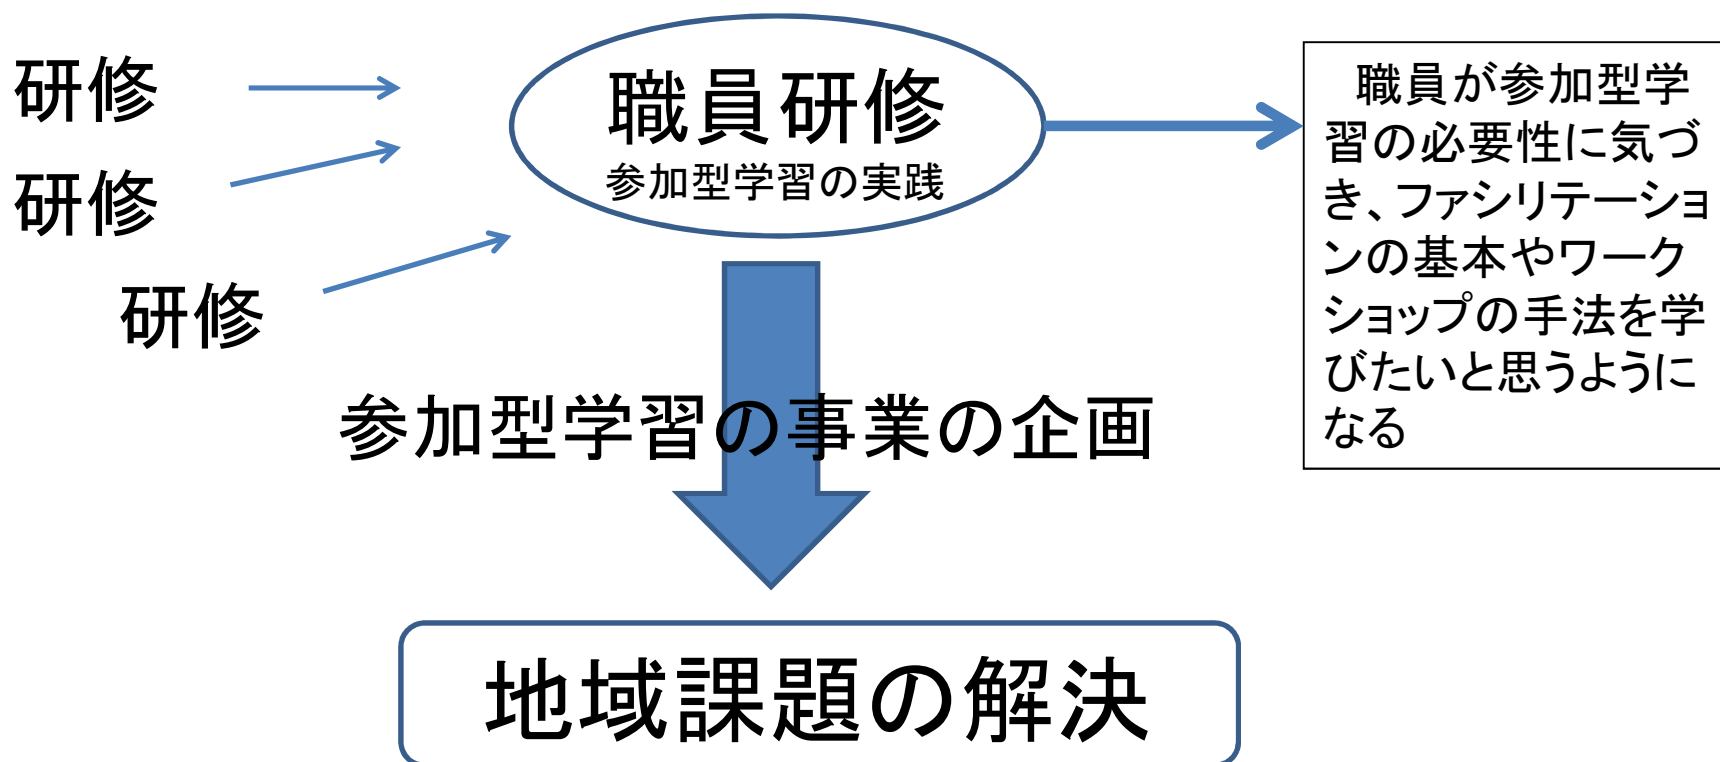 研修
研修
研修
職員研修
参加型学習の実践
職員が参加型学
習の必要性に気づ
き、ファシリテーショ
ンの基本やワーク
ショップの手法を学
びたいと思うように
なる
参加型学習の事業の企画
地域課題の解決